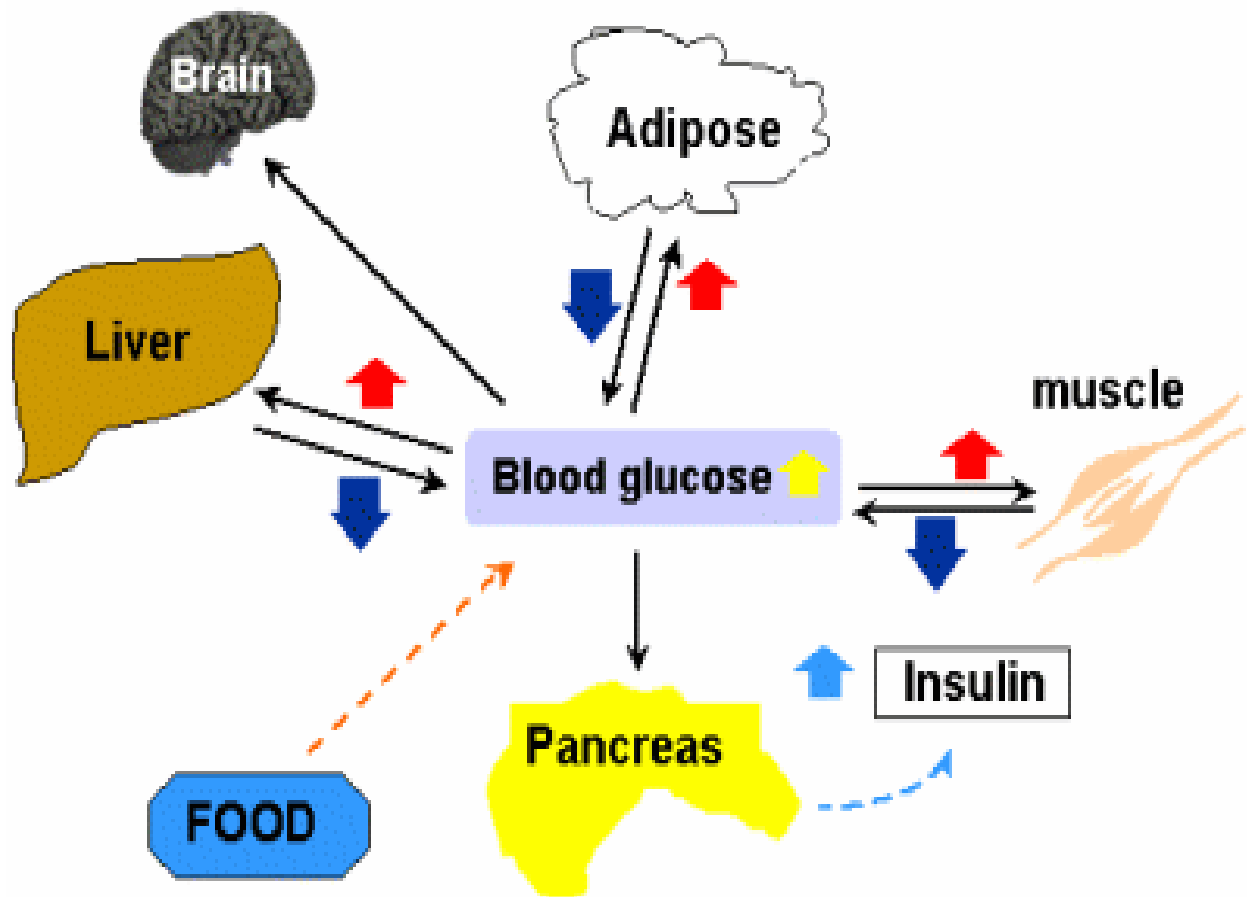 Brain
Adipose
Liver
muscle
Blood glucose
Insulin
Pancreas
FOOD